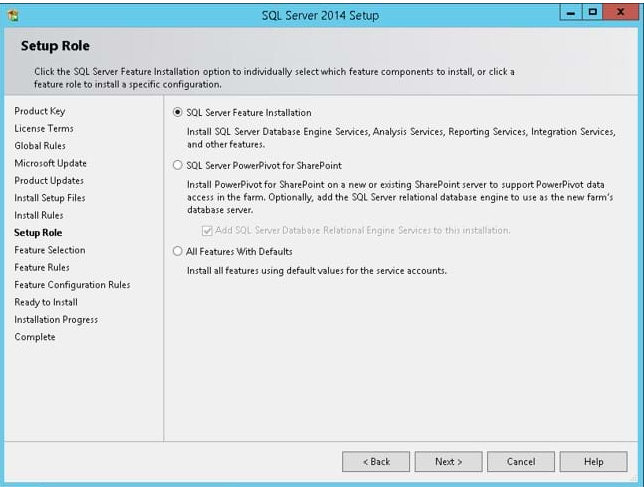 SQL Server 2014 Setup
Setup Role
Click the SQL Server Feature Installation option to individually select which feature components to install, or click a
feature role to install a specific configuration.
Product Key
License Terms
Global Rules
Microsoft Update
Product Updates
Install Setup Files
Install Rules
Setup Role
Feature Selection
Feature Rules
Feature Configuration Rules
Ready to Install
Installation Progress
Complete
SQL Server Feature Installation
Install SQL Server Database Engine Services, Analysis Services, Reporting Services, Integration Services,
and other features.
SQL Server PowerPivot for SharePoint
Install PowerPivot for SharePoint on a new or existing SharePoint server to support PowerPivot data
access in the farm. Optionally, add the SQL Server relational database engine to use as the new farm's
database server.
Add SQL Server Database Relational Engine Services to this installation.
All Features With Defaults
Install all features using default values for the service accounts.
< Back
Next >
Cancel
Help